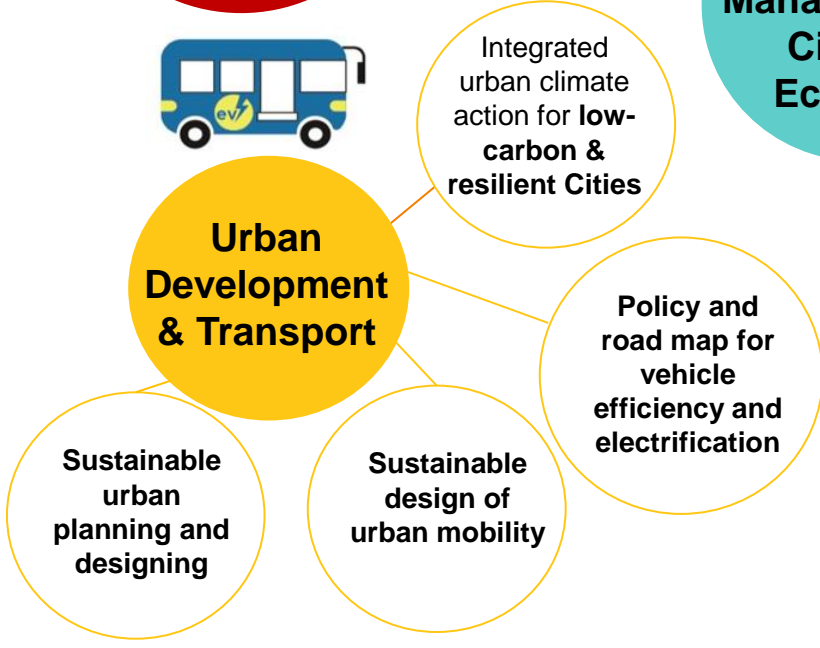 Integrated
urban climate
action for low-
carbon &
resilient Cities
ev
Urban
Development
& Transport
Policy and
road map for
vehicle
efficiency and
electrification
Sustainable
urban
planning and
designing
Sustainable
design of
urban mobility